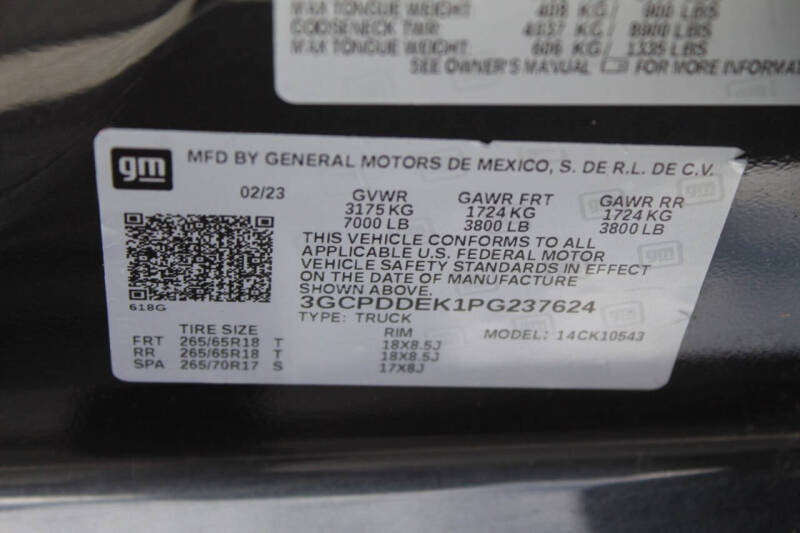 MAX TONGUE WEIGHT: 408 KG / 900 LBS
GOOSENECK TWR: 4037 KG / 8900 LBS
MAX TONGUE WEIGHT: 606 KG / 1335 LBS
SEE OWNER'S MANUAL FOR MORE INFORMAT
gm MFD BY GENERAL MOTORS DE MEXICO, S. DE R.L. DE C.V.
02/23 GVWR GAWR FRT GAWR RR
3175 KG 1724 KG 1724 KG
7000 LB 3800 LB 3800 LB
THIS VEHICLE CONFORMS TO ALL
APPLICABLE U.S. FEDERAL MOTOR
VEHICLE SAFETY STANDARDS IN EFFECT
ON THE DATE OF MANUFACTURE
SHOWN ABOVE.
618G 3GCPDDEK1PG237624
TYPE: TRUCK MODEL: 14CK10543
TIRE SIZE RIM
FRT 265/65R18 T 18X8.5J
RR 265/65R18 T 18X8.5J
SPA 265/70R17 S 17X8J